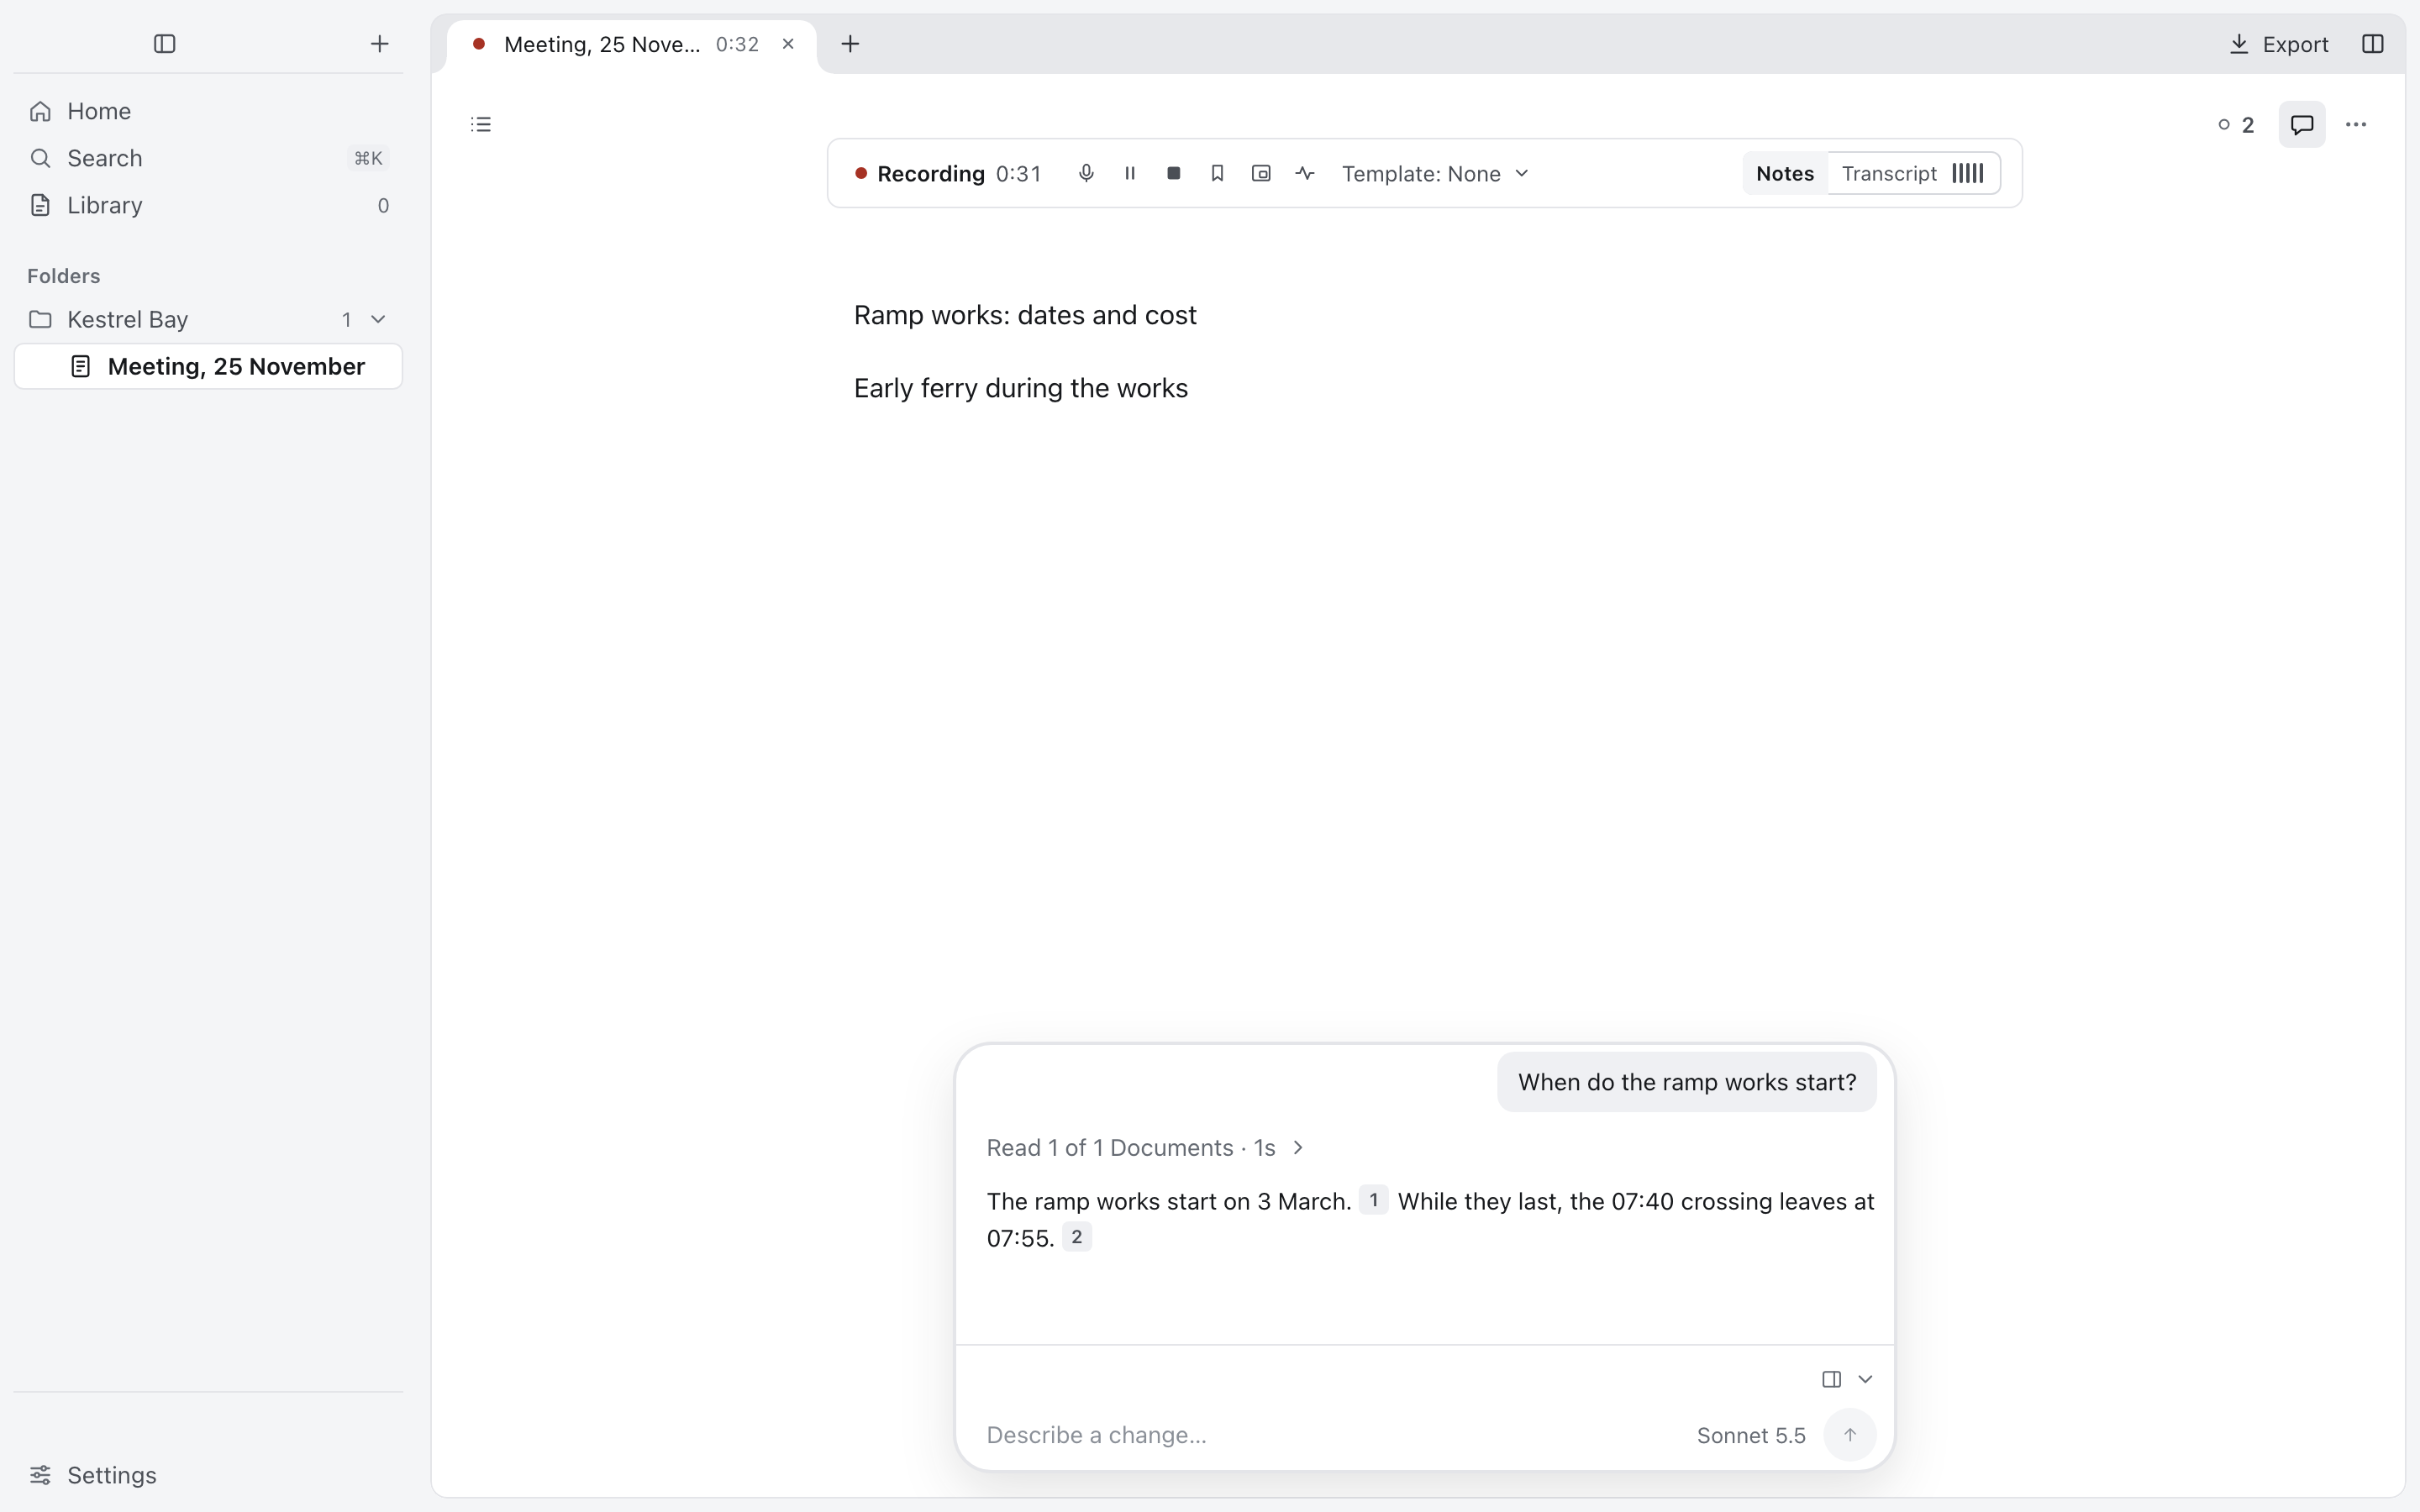 Meeting, 25 Nove... 0:32
Export
Home
Search ⌘K
Library 0
Folders
Kestrel Bay 1
Meeting, 25 November
Settings
2
Recording 0:31 Template: None Notes Transcript
Ramp works: dates and cost
Early ferry during the works
When do the ramp works start?
Read 1 of 1 Documents · 1s
The ramp works start on 3 March. 1 While they last, the 07:40 crossing leaves at
07:55. 2
Describe a change... Sonnet 5.5